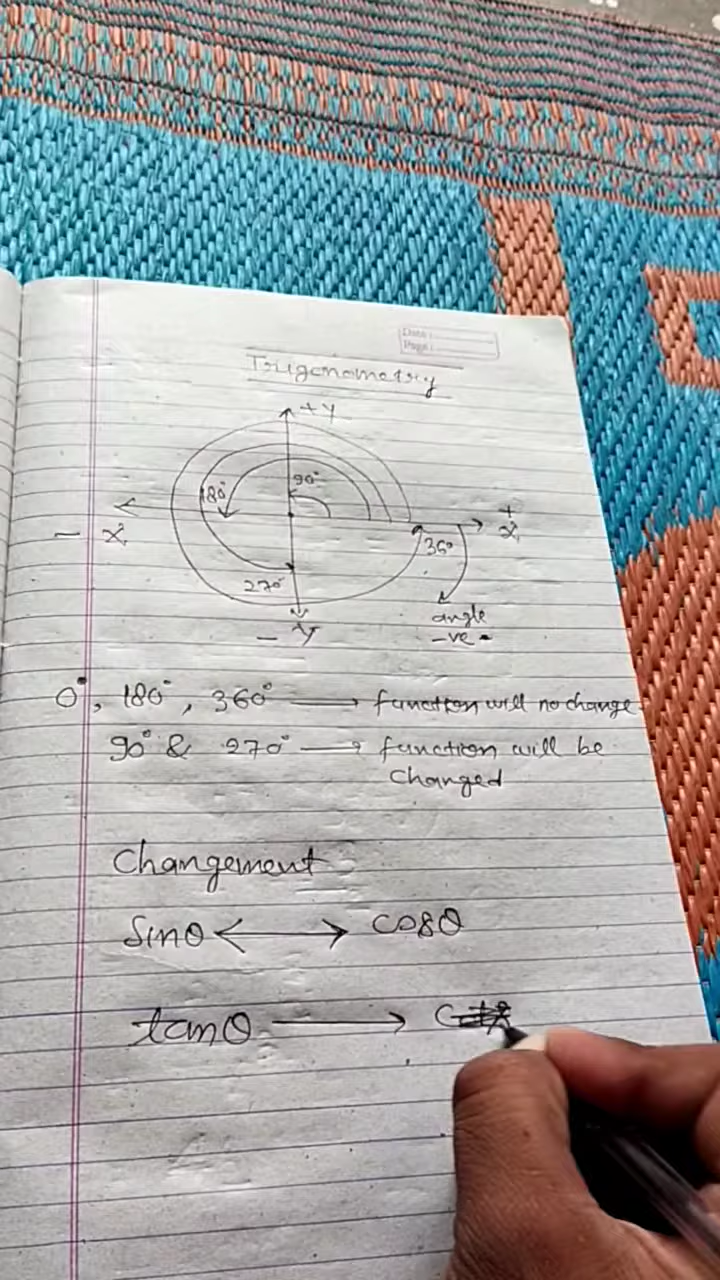 Date :
Page :
Trigonometry
+ Y
90°
180°
+
- X
X
360
270°
angle
- Y
-ve
0°, 180°, 360° → function will no change
90° & 270° → function will be
changed
Changement
Sinθ ↔ cosθ
tanθ → C